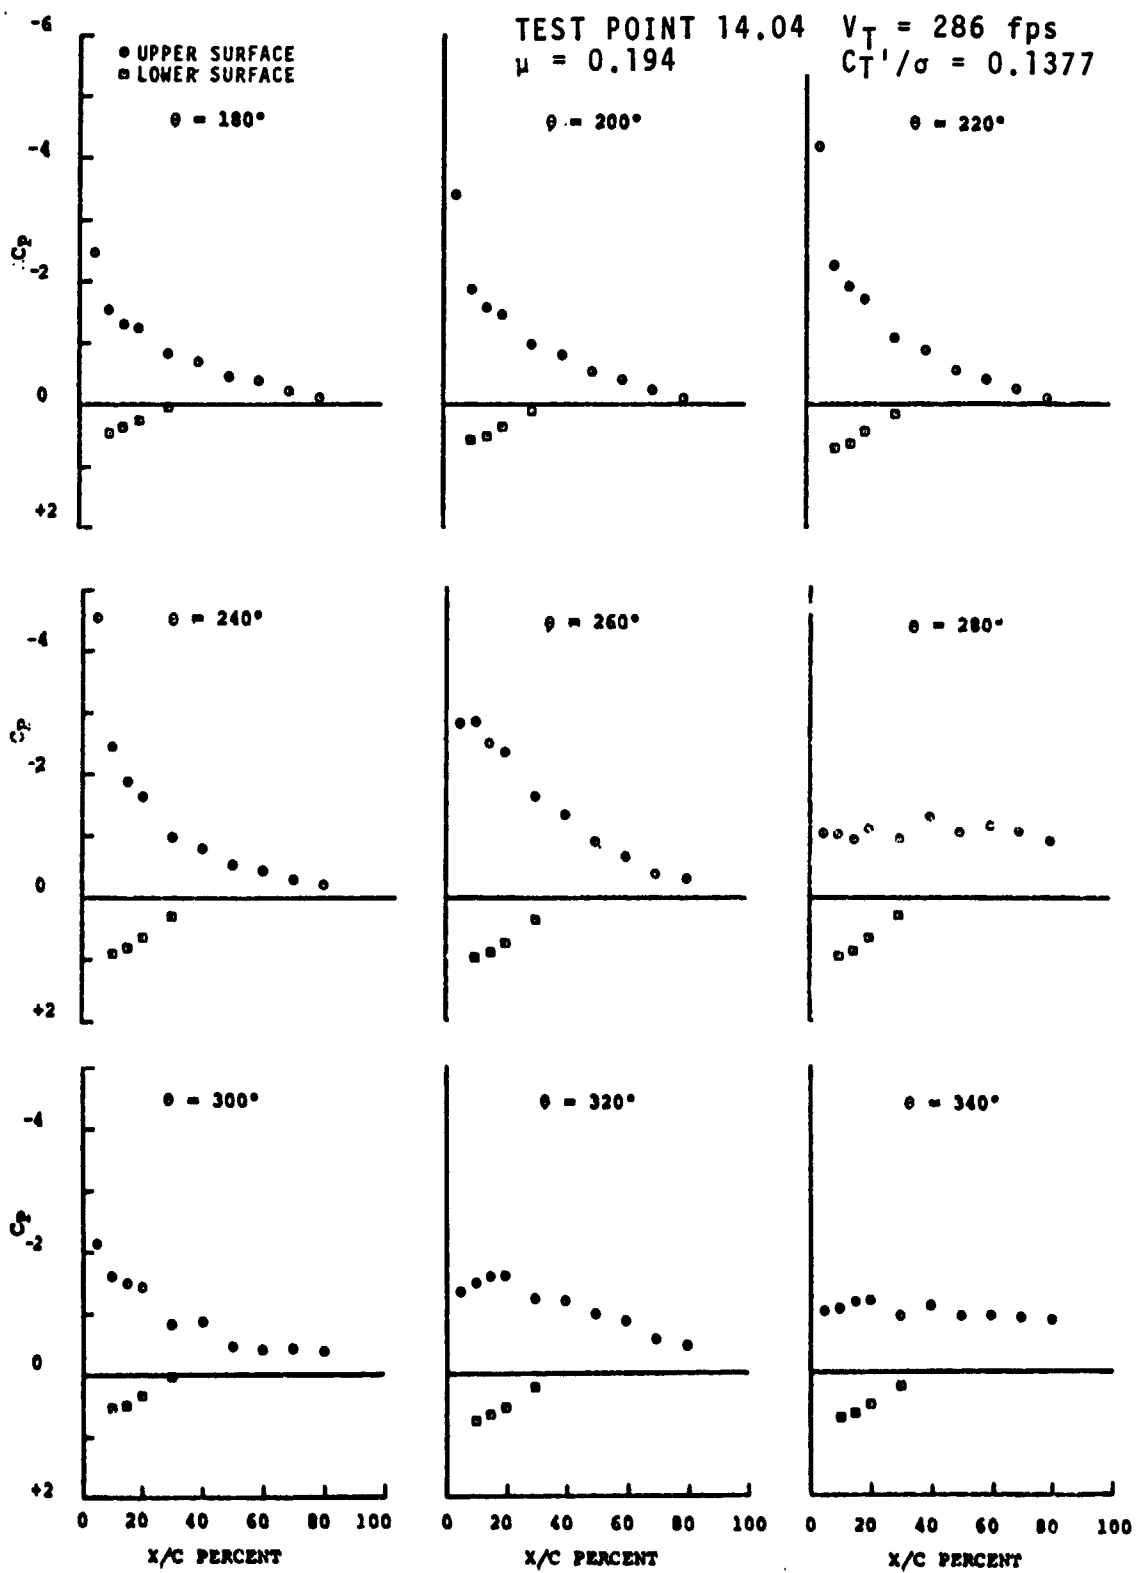 TEST POINT 14.04 V_T = 286 fps
μ = 0.194 C_T'/σ = 0.1377
UPPER SURFACE
LOWER SURFACE
-6
-4
-2
0
+2
Cp
θ = 180°
θ = 200°
θ = 220°
-4
-2
0
+2
Cp
θ = 240°
θ = 260°
θ = 280°
-4
-2
0
+2
Cp
θ = 300°
θ = 320°
θ = 340°
0 20 40 60 80 100
0 20 40 60 80 100
0 20 40 60 80 100
X/C PERCENT
X/C PERCENT
X/C PERCENT